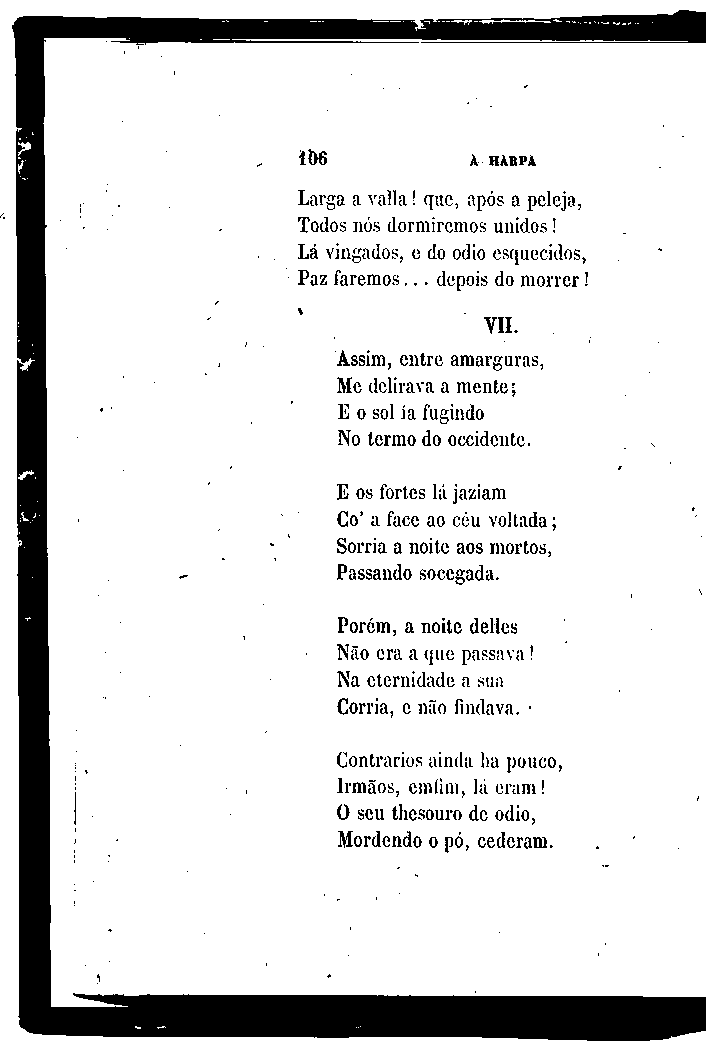 106 A HARPA
Larga a valla! que, após a peleja,
Todos nós dormiremos unidos!
Lá vingados, e do odio esquecidos,
Paz faremos... depois do morrer!
VII.
Assim, entre amarguras,
Me delirava a mente;
E o sol ía fugindo
No termo do occidente.
E os fortes lá jaziam
Co' a face ao céu voltada;
Sorria a noite aos mortos,
Passando socegada.
Porém, a noite delles
Não era a que passava!
Na eternidade a sua
Corria, e não findava.
Contrarios ainda ha pouco,
Irmãos, emfim, lá eram!
O seu thesouro de odio,
Mordendo o pó, cederam.